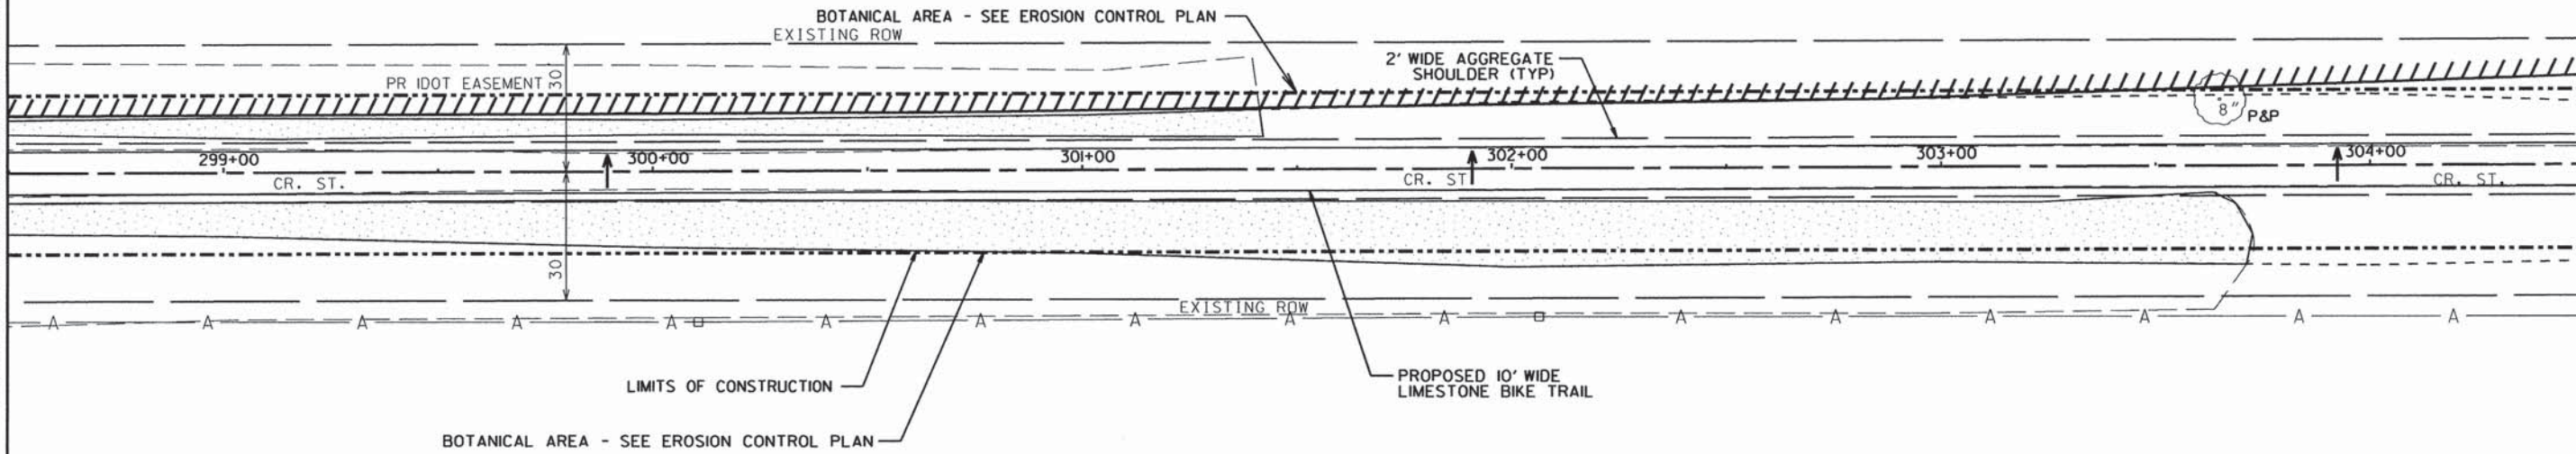 BOTANICAL AREA - SEE EROSION CONTROL PLAN
EXISTING ROW
2' WIDE AGGREGATE
SHOULDER (TYP)
PR IDOT EASEMENT
30'
8"
P&P
299+00
300+00
301+00
302+00
303+00
304+00
CR. ST.
CR. ST
CR. ST.
30'
EXISTING ROW
A A A A A A A A A A A A A A A A
LIMITS OF CONSTRUCTION
PROPOSED 10' WIDE
LIMESTONE BIKE TRAIL
BOTANICAL AREA - SEE EROSION CONTROL PLAN